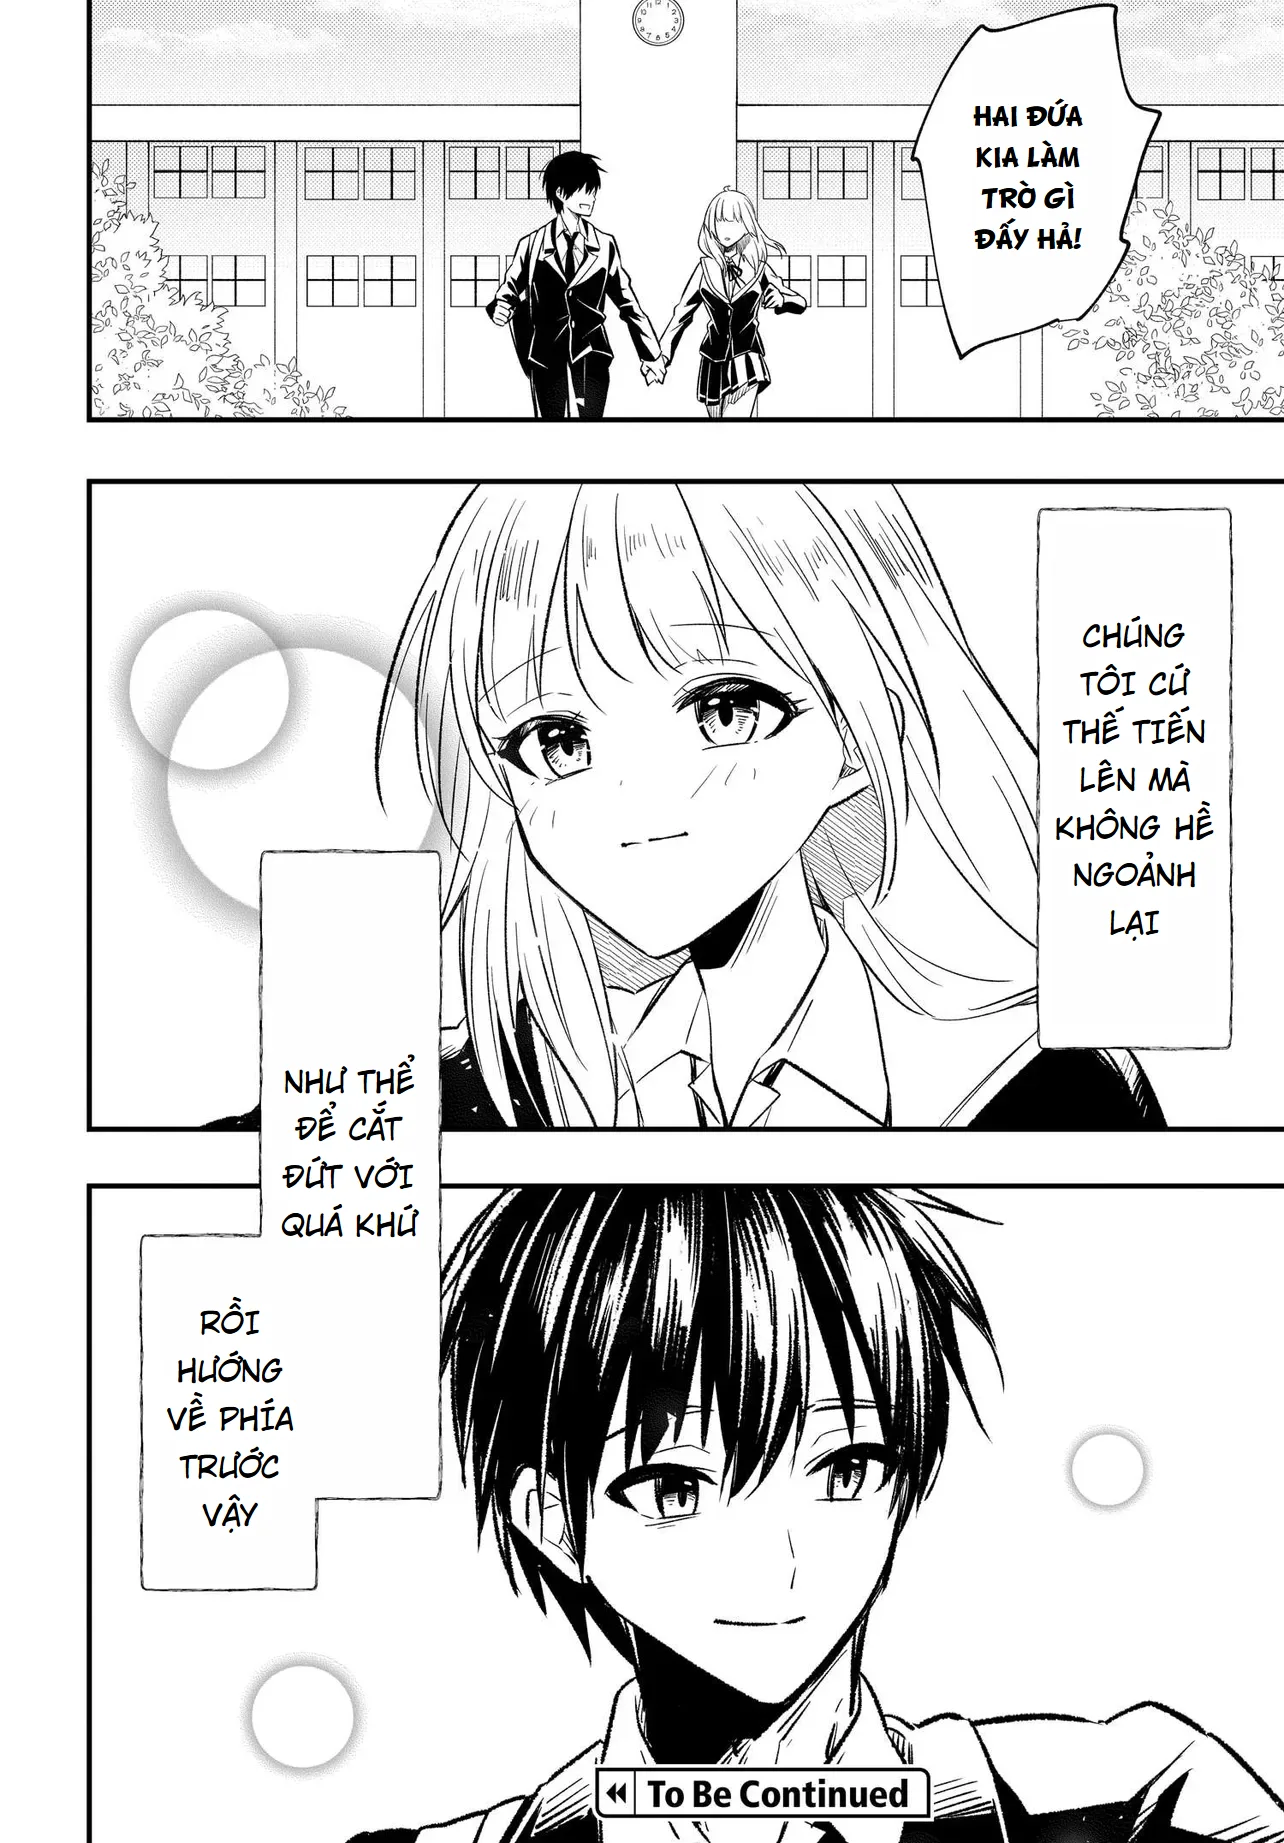 HAI ĐỨA
KIA LÀM
TRÒ GÌ
ĐẤY HẢ!
CHÚNG
TÔI CỨ
THẾ TIẾN
LÊN MÀ
KHÔNG HỀ
NGOẢNH
LẠI
NHƯ THỂ
ĐỂ CẮT
ĐỨT VỚI
QUÁ KHỨ
RỒI
HƯỚNG
VỀ PHÍA
TRƯỚC
VẬY
To Be Continued